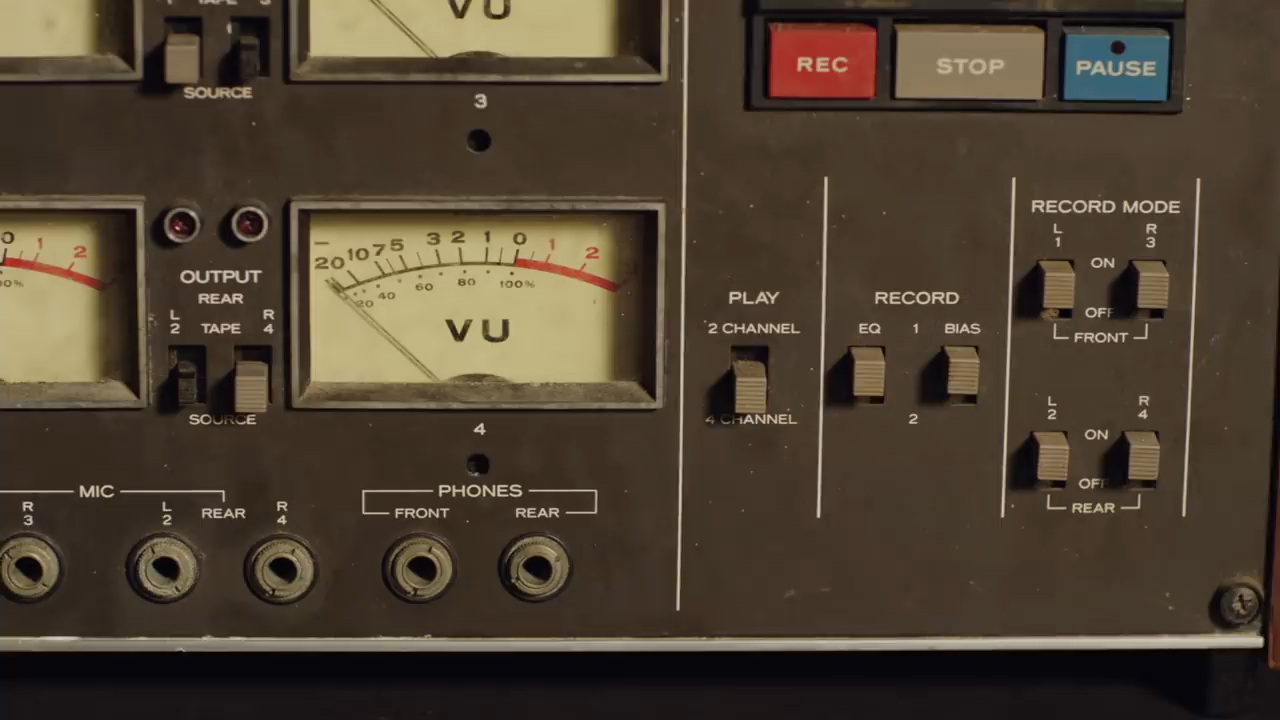 VU
TAPE 3
SOURCE
3
REC STOP PAUSE
0 1 2
OUTPUT
REAR
L R
2 TAPE 4
SOURCE
20 10 7 5 3 2 1 0 1 2
20 40 60 80 100%
VU
4
MIC
R
3
L
2
REAR
R
4
PHONES
FRONT REAR
PLAY
2 CHANNEL
4 CHANNEL
RECORD
EQ 1 BIAS
2
RECORD MODE
L R
1 3
ON
OFF
FRONT
L R
2 4
ON
OFF
REAR